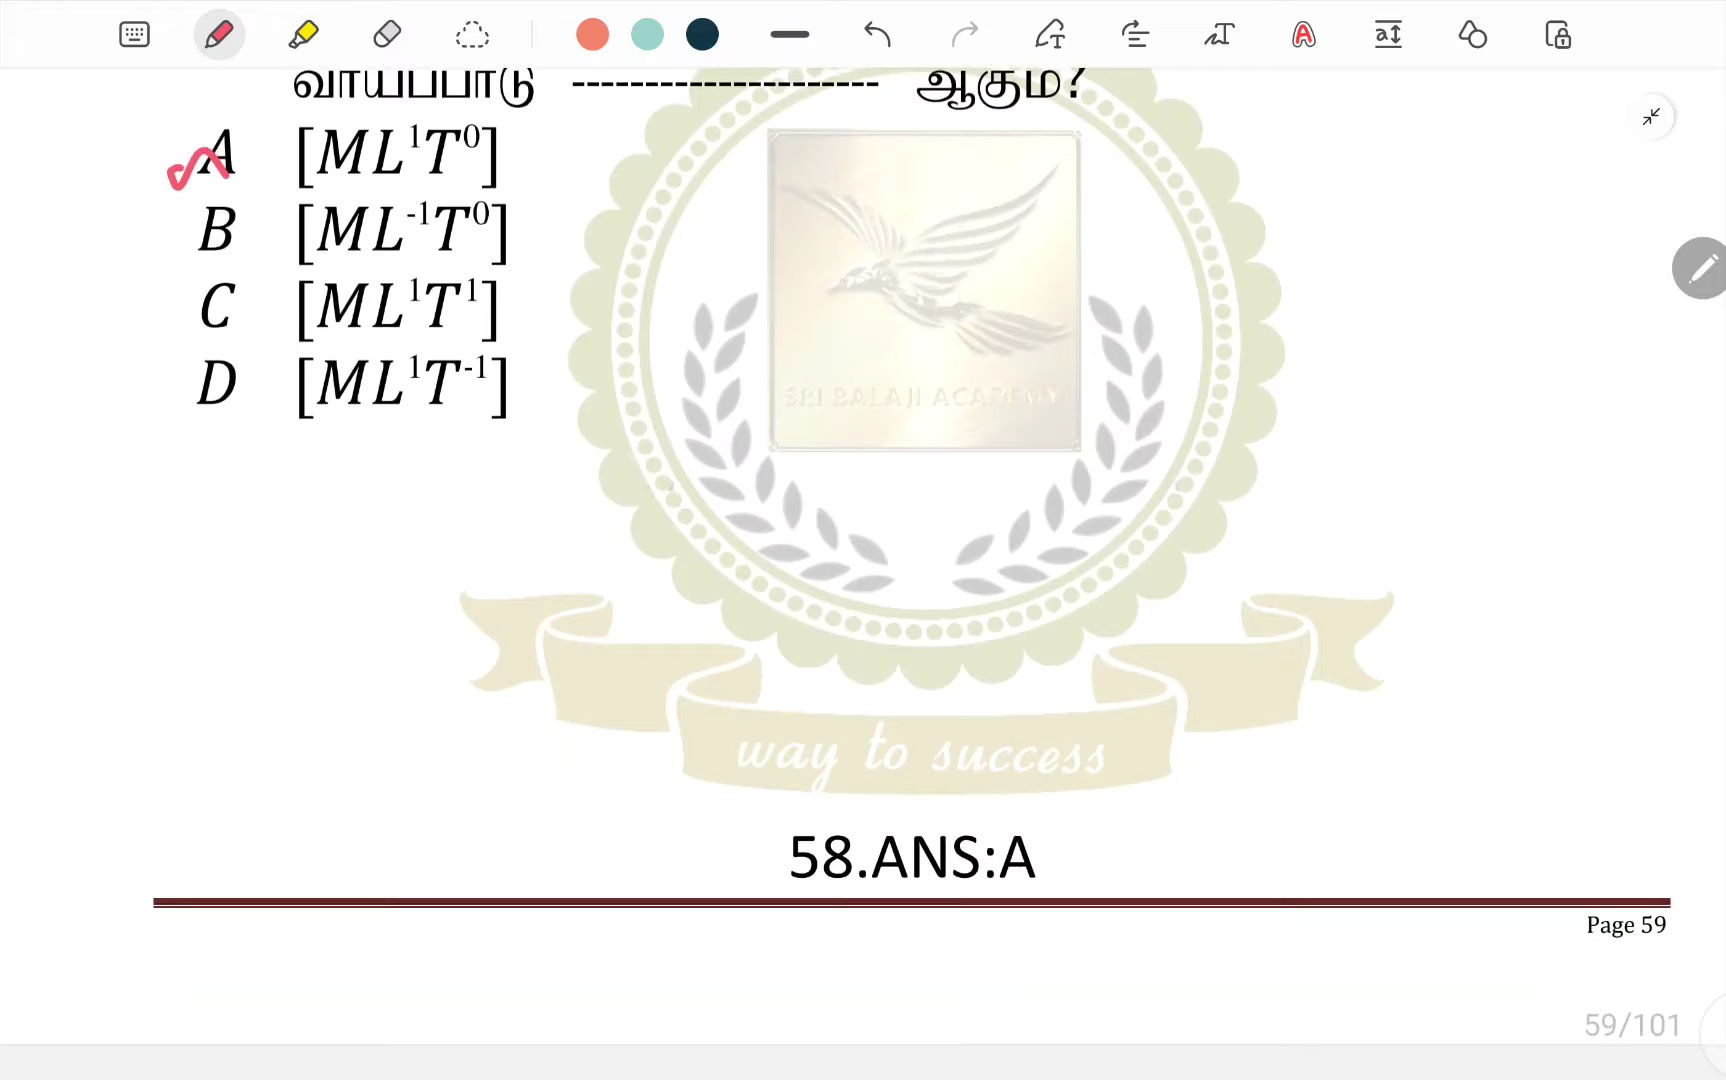 வாய்ப்பாடு --------------------- ஆகும்?
A [ML¹T⁰]
B [ML⁻¹T⁰]
C [ML¹T¹]
D [ML¹T⁻¹]
SRI BALAJI ACADEMY
way to success
58.ANS:A
Page 59
59/101